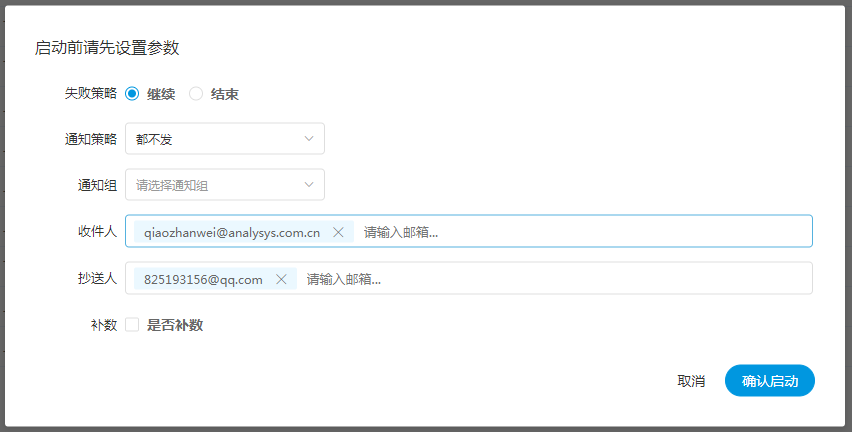 启动前请先设置参数
失败策略 继续 结束
通知策略 都不发
通知组 请选择通知组
收件人 qiaozhanwei@analysys.com.cn 请输入邮箱...
抄送人 825193156@qq.com 请输入邮箱...
补数 是否补数
取消 确认启动